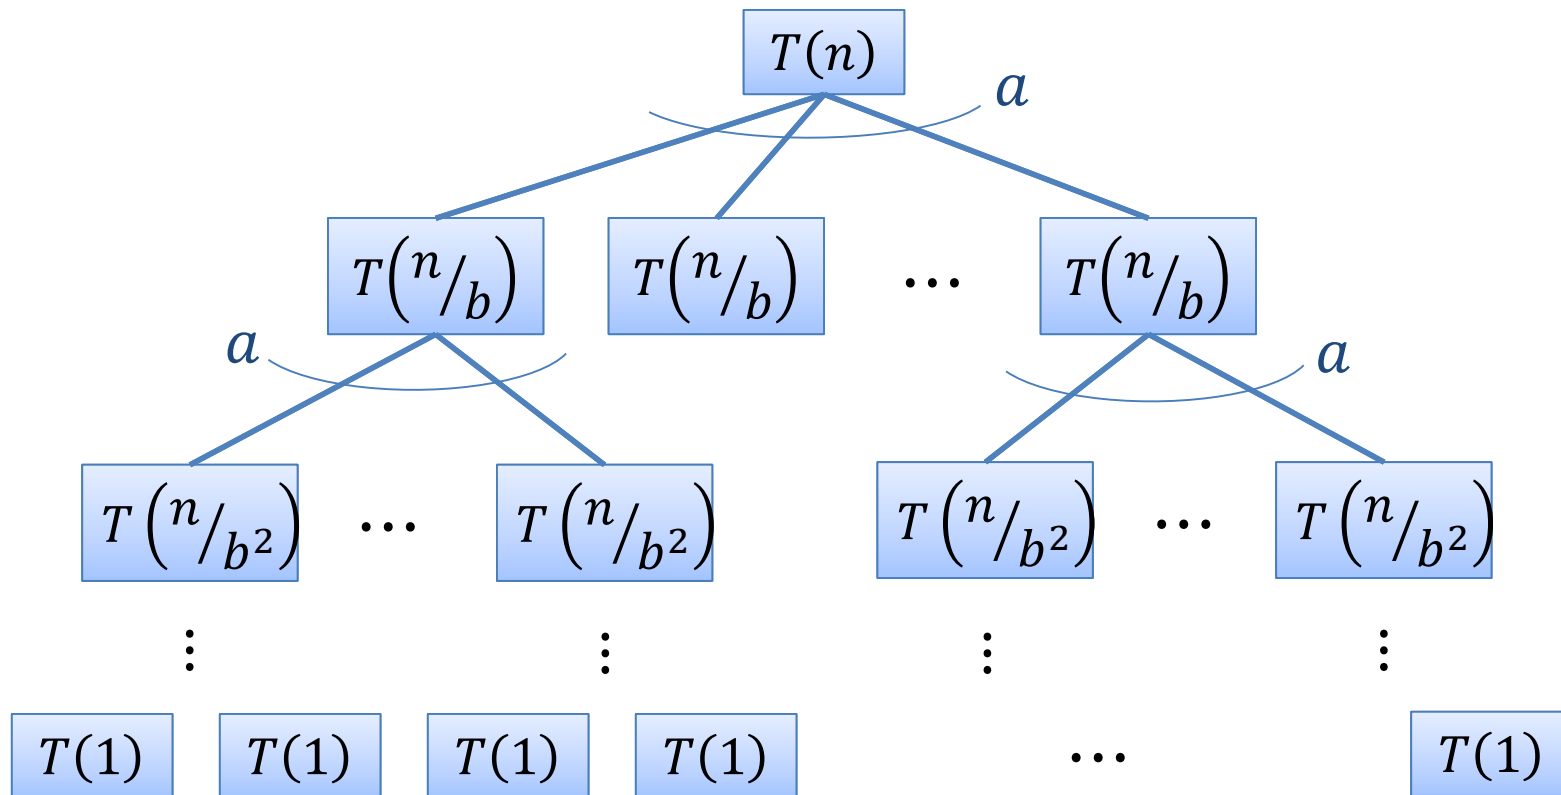 T(n)
a
T(n/b) T(n/b) ... T(n/b)
a a
T(n/b²) ... T(n/b²) T(n/b²) ... T(n/b²)
⋮ ⋮ ⋮ ⋮
T(1) T(1) T(1) T(1) ... T(1)